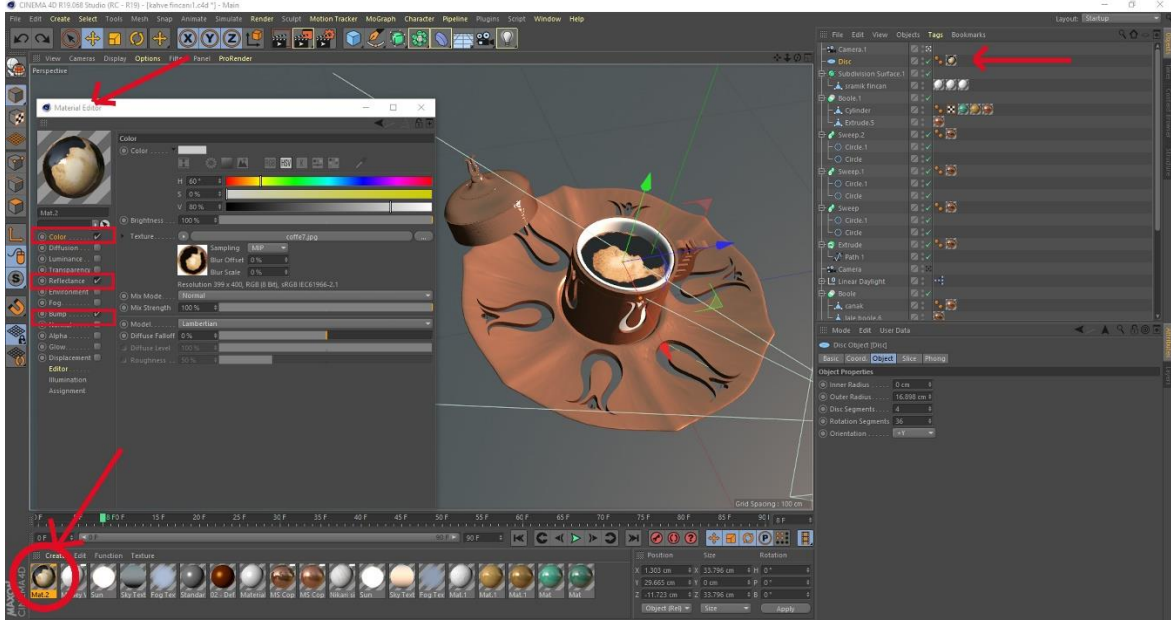 CINEMA 4D R19.068 Studio (RC - R19) - [kahve fincanı1.c4d *] - Main
File Edit Create Select Tools Mesh Snap Animate Simulate Render Sculpt Motion Tracker MoGraph Character Pipeline Plugins Script Window Help
Layout: Startup
View Cameras Display Options Filter Panel ProRender
Perspective
Material Editor
Mat.2
Color
Diffusion
Luminance
Transparency
Reflectance
Environment
Fog
Bump
Normal
Alpha
Glow
Displacement
Editor
Illumination
Assignment
Color
Color
H 60°
S 0 %
V 80 %
Brightness 100 %
Texture coffe7.jpg
Sampling MIP
Blur Offset 0 %
Blur Scale 0 %
Resolution 399 x 400, RGB (8 Bit), sRGB IEC61966-2.1
Mix Mode Normal
Mix Strength 100 %
Model Lambertian
Diffuse Falloff 0 %
Diffuse Level 100 %
Roughness 50 %
Grid Spacing : 100 cm
File Edit View Objects Tags Bookmarks
Camera.1
Disc
Subdivision Surface.1
sramik fincan
Boole.1
Cylinder
Extrude.5
Sweep.2
Circle.1
Circle
Sweep.1
Circle.1
Circle
Sweep
Circle.1
Circle
Extrude
Path 1
Camera
Linear Daylight
Boole
canak
Mode Edit User Data
Disc Object [Disc]
Basic Coord. Object Slice Phong
Object Properties
Inner Radius 0 cm
Outer Radius 16.898 cm
Disc Segments 4
Rotation Segments 36
Orientation +Y
15 F 20 F 25 F 30 F 35 F 40 F 45 F 50 F 55 F 60 F 65 F 70 F 75 F 80 F 85 F 8 F
0 F 90 F 90 F
Create Edit Function Texture
Mat.2 Sun Sky Text Fog Tex Standar 02 - Def Material MS Cop MS Cop Nikan si Sun Sky Text Fog Tex Mat.1 Mat.1 Mat.1 Mat Mat
MAXON CINEMA4D
Position Size Rotation
X 1.303 cm X 33.796 cm H 0°
Y 29.665 cm Y 0 cm P 0°
Z -11.723 cm Z 33.796 cm B 0°
Object (Rel) Size Apply